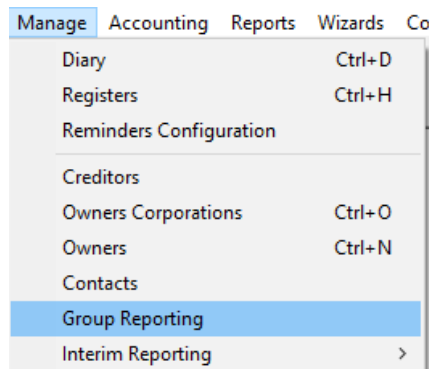 Manage Accounting Reports Wizards Co
Diary Ctrl+D
Registers Ctrl+H
Reminders Configuration
Creditors
Owners Corporations Ctrl+O
Owners Ctrl+N
Contacts
Group Reporting
Interim Reporting >